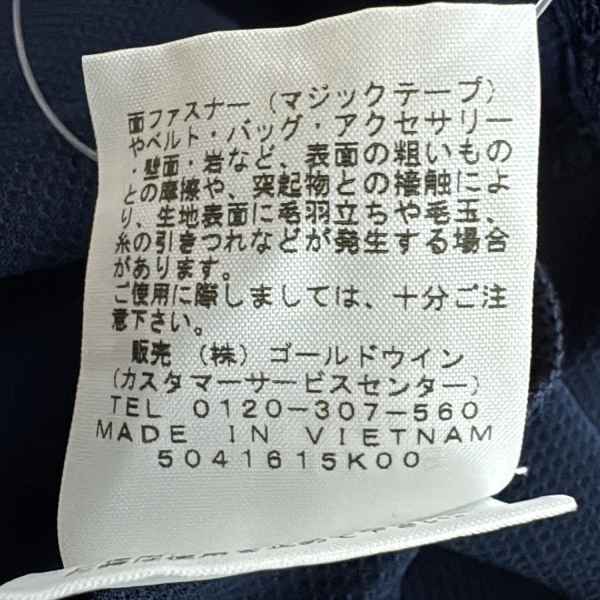 面ファスナー（マジックテープ）
やベルト・バッグ・アクセサリー
・壁面・岩など、表面の粗いもの
との摩擦や、突起物との接触によ
り、生地表面に毛羽立ちや毛玉、
糸の引きつれなどが発生する場合
があります。
ご使用に際しましては、十分ご注
意下さい。
販売 （株）ゴールドウイン
（カスタマーサービスセンター）
TEL 0120-307-560
MADE IN VIETNAM
5041615K00